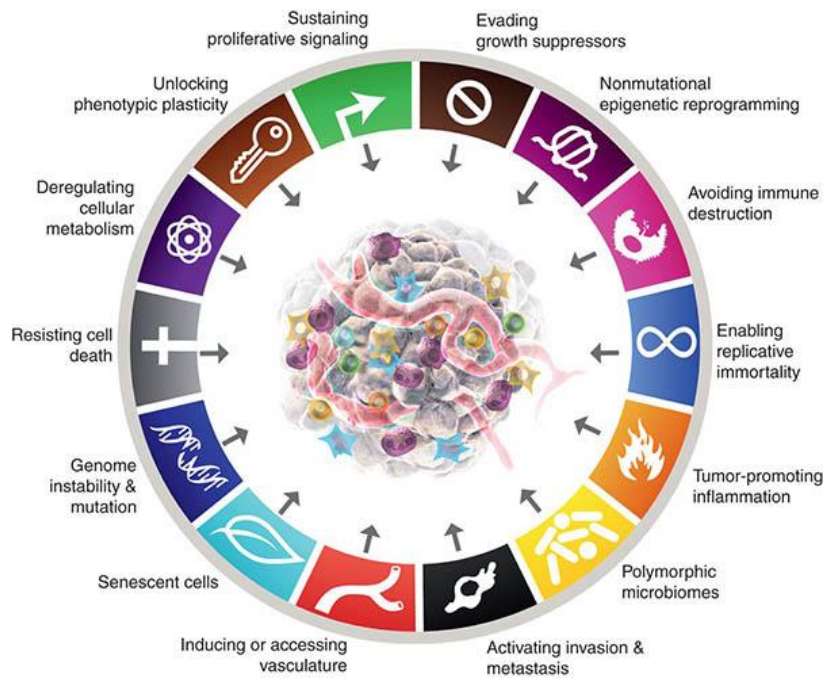 Sustaining
proliferative signaling
Evading
growth suppressors
Nonmutational
epigenetic reprogramming
Avoiding immune
destruction
Enabling
replicative
immortality
Tumor-promoting
inflammation
Polymorphic
microbiomes
Activating invasion &
metastasis
Inducing or accessing
vasculature
Senescent cells
Genome
instability &
mutation
Resisting cell
death
Deregulating
cellular
metabolism
Unlocking
phenotypic plasticity